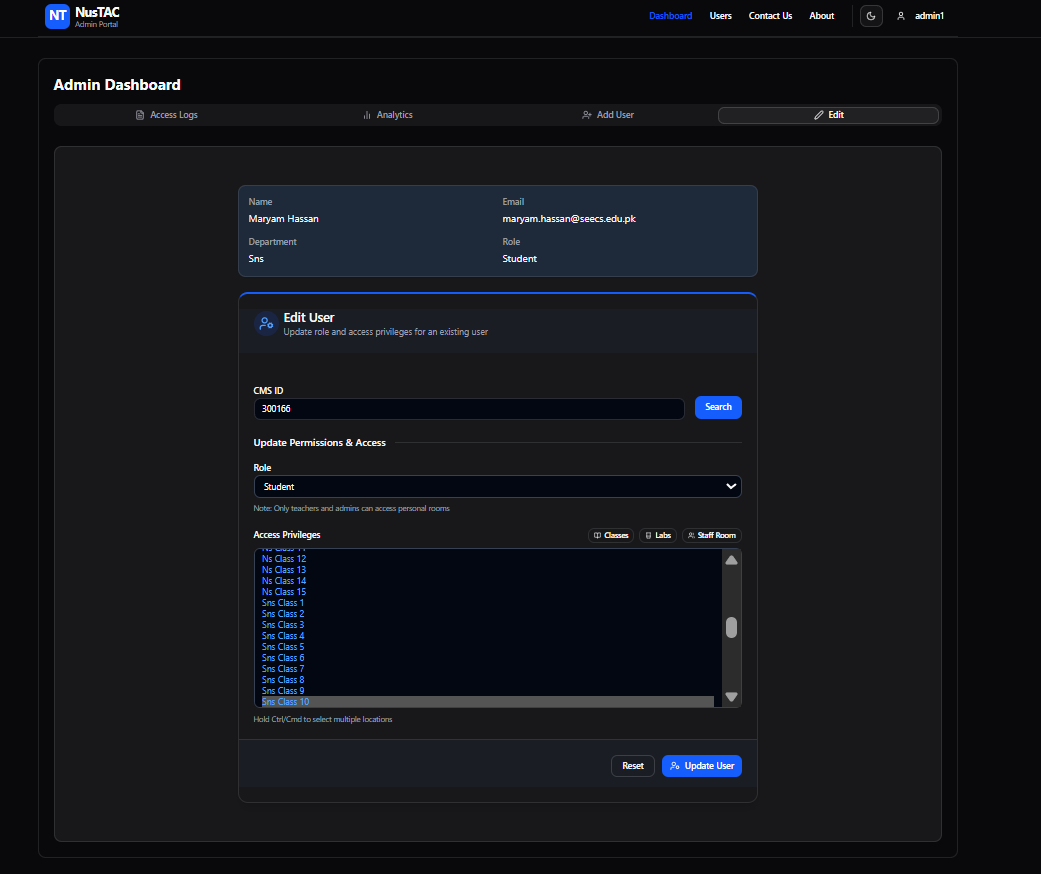 NT NusTAC
Admin Portal
Dashboard Users Contact Us About admin1
Admin Dashboard
Access Logs Analytics Add User Edit
Name Email
Maryam Hassan maryam.hassan@seecs.edu.pk
Department Role
Sns Student
Edit User
Update role and access privileges for an existing user
CMS ID
300166 Search
Update Permissions & Access
Role
Student
Note: Only teachers and admins can access personal rooms
Access Privileges Classes Labs Staff Room
Ns Class 11
Ns Class 12
Ns Class 13
Ns Class 14
Ns Class 15
Sns Class 1
Sns Class 2
Sns Class 3
Sns Class 4
Sns Class 5
Sns Class 6
Sns Class 7
Sns Class 8
Sns Class 9
Sns Class 10
Hold Ctrl/Cmd to select multiple locations
Reset Update User